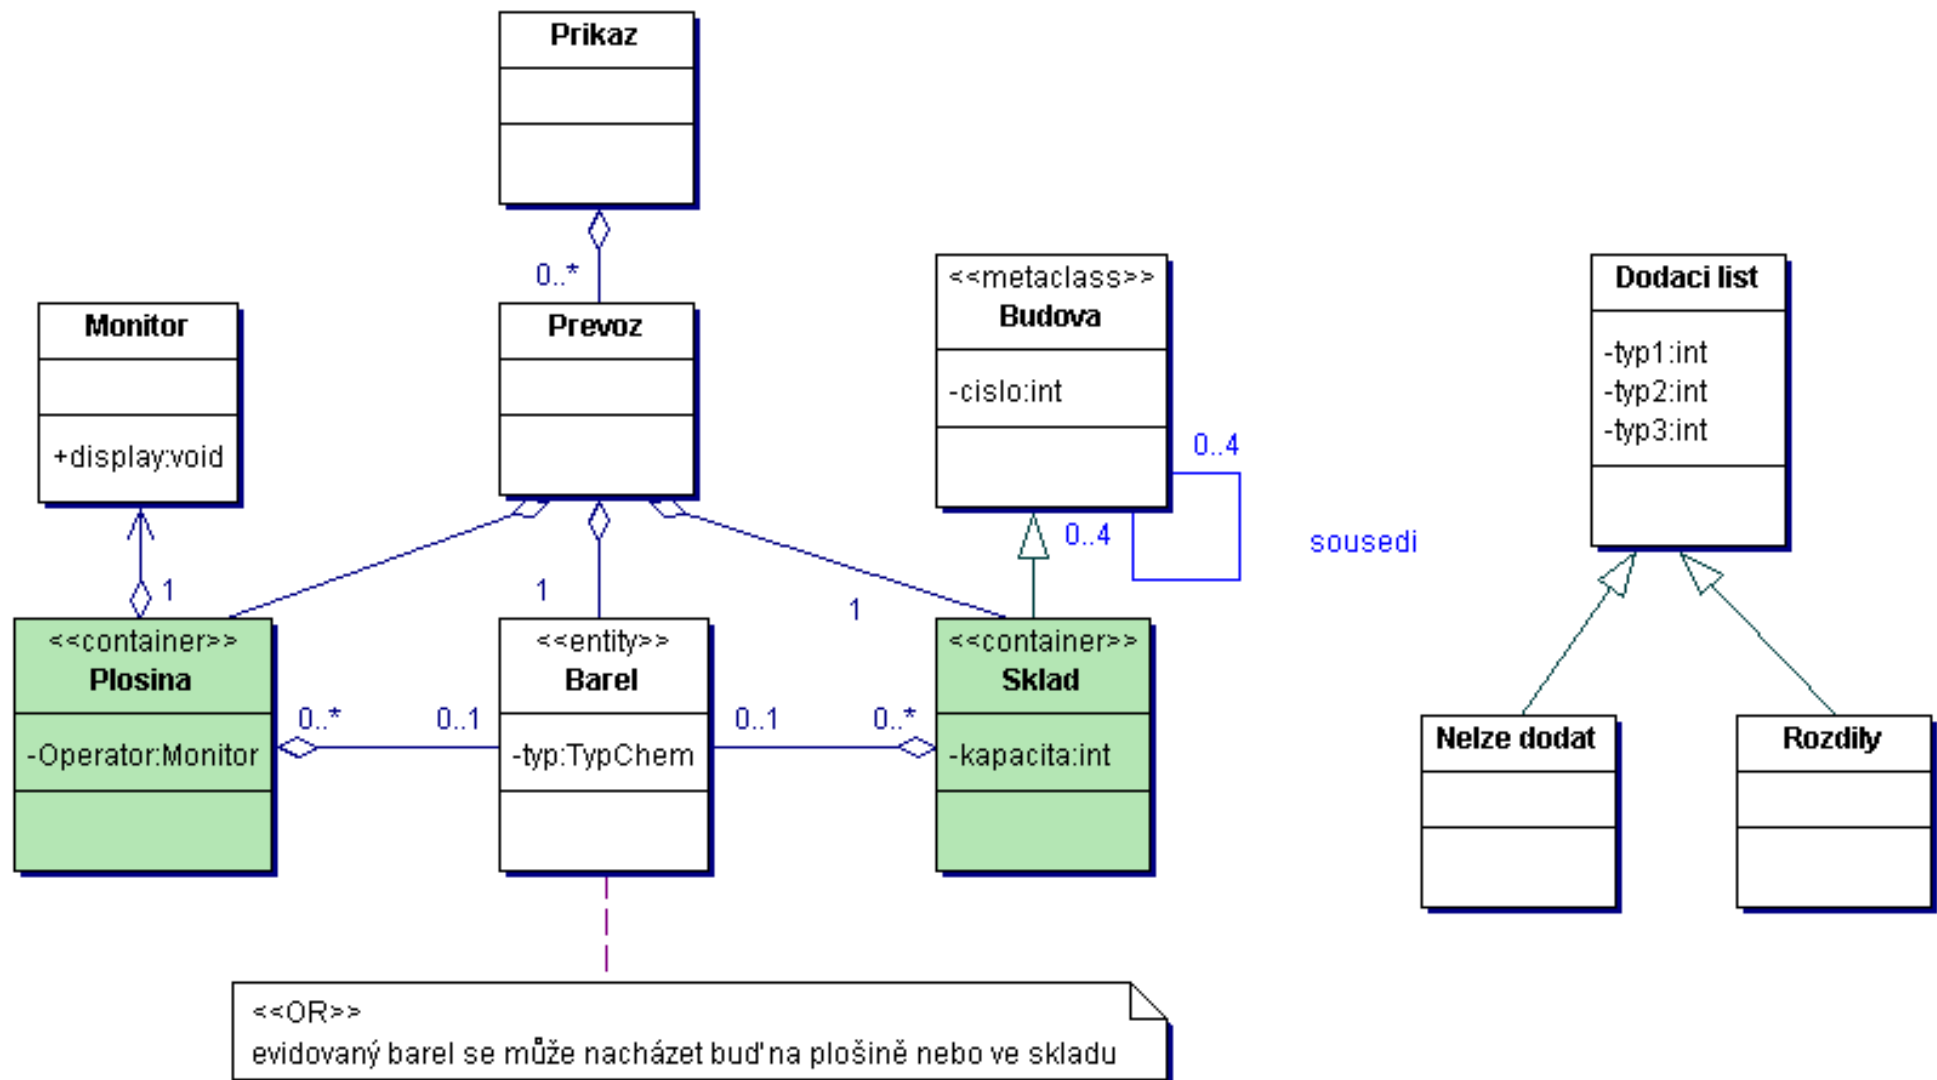 Prikaz
0..*
Monitor
+display:void
Prevoz
<<metaclass>>
Budova
-cislo:int
0..4
0..4
sousedi
Dodaci list
-typ1:int
-typ2:int
-typ3:int
1
1
1
<<container>>
Plosina
-Operator:Monitor
0..*
0..1
<<entity>>
Barel
-typ:TypChem
0..1
0..*
<<container>>
Sklad
-kapacita:int
Nelze dodat
Rozdily
<<OR>>
evidovaný barel se může nacházet buď na plošině nebo ve skladu